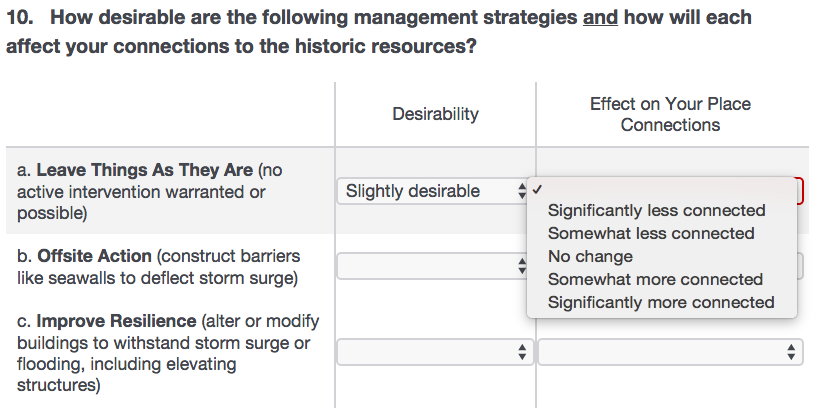 10. How desirable are the following management strategies and how will each
affect your connections to the historic resources?
Desirability
Effect on Your Place
Connections
a. Leave Things As They Are (no
active intervention warranted or
possible)
Slightly desirable
✓
Significantly less connected
Somewhat less connected
No change
Somewhat more connected
Significantly more connected
b. Offsite Action (construct barriers
like seawalls to deflect storm surge)
c. Improve Resilience (alter or modify
buildings to withstand storm surge or
flooding, including elevating
structures)